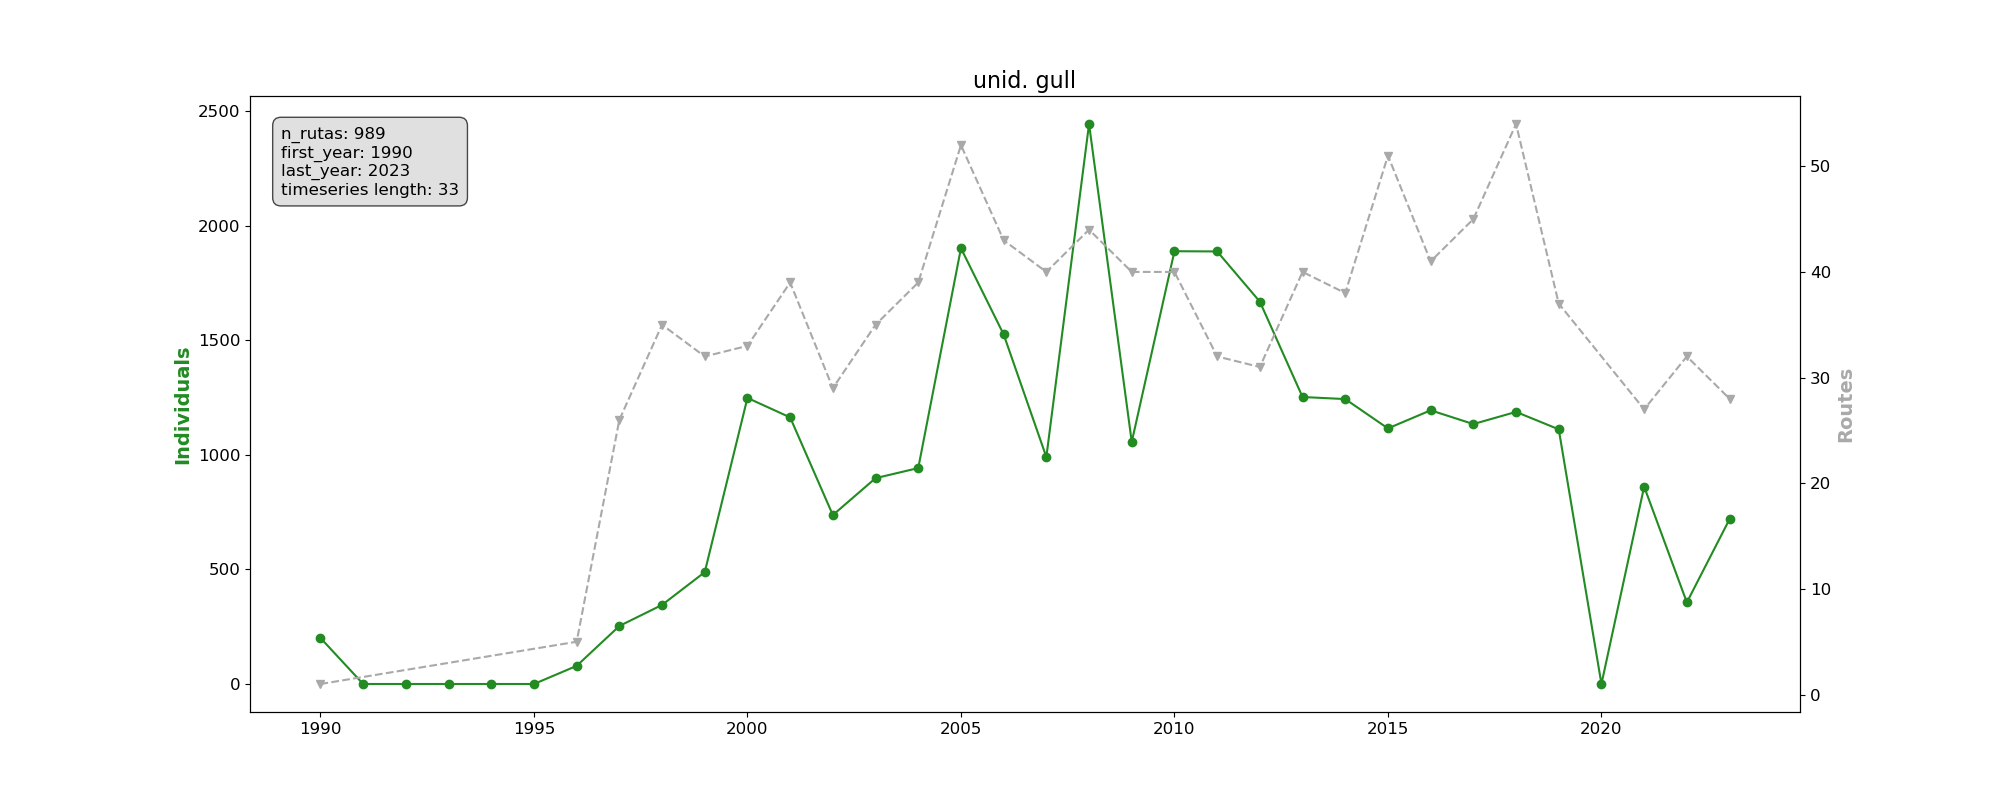 unid. gull
n_rutas: 989
first_year: 1990
last_year: 2023
timeseries length: 33
Individuals
2500
2000
1500
1000
500
0
Routes
50
40
30
20
10
0
1990 1995 2000 2005 2010 2015 2020